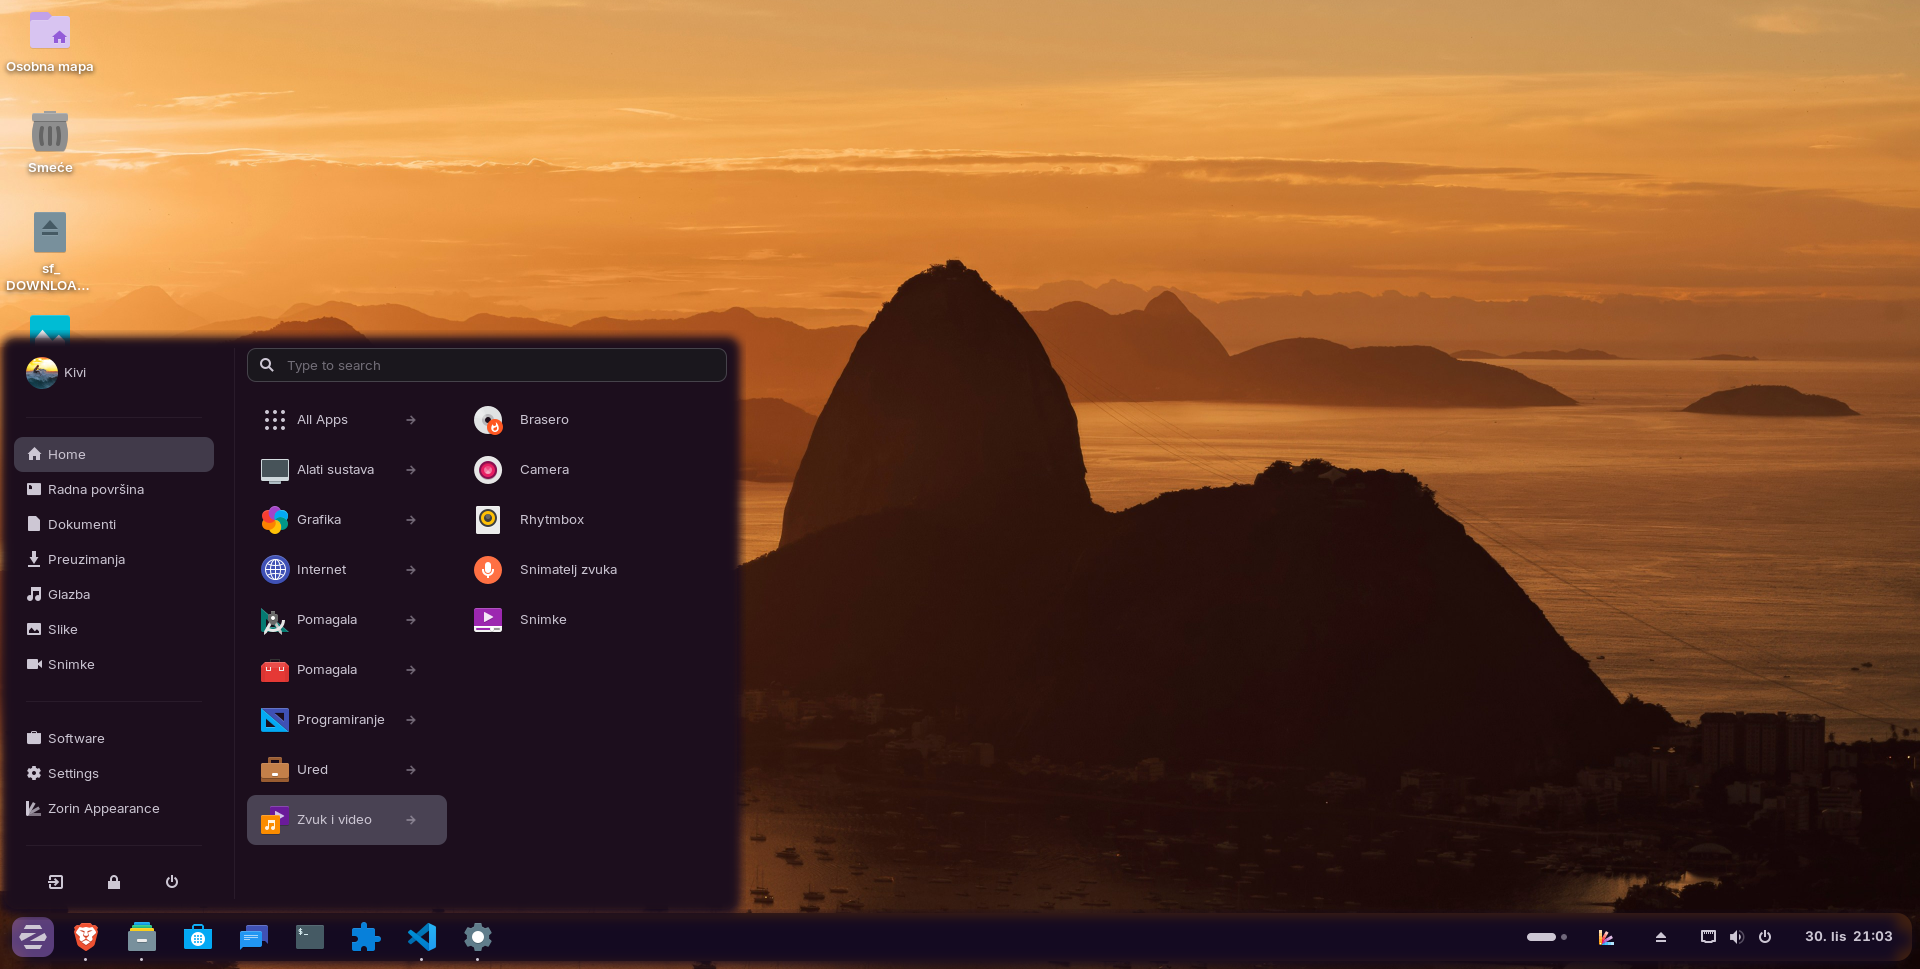 Osobna mapa
Smeće
sf_
DOWNLOA...
Kivi
Home
Radna površina
Dokumenti
Preuzimanja
Glazba
Slike
Snimke
Software
Settings
Zorin Appearance
Type to search
All Apps
Alati sustava
Grafika
Internet
Pomagala
Pomagala
Programiranje
Ured
Zvuk i video
Brasero
Camera
Rhytmbox
Snimatelj zvuka
Snimke
$_
30. lis 21:03